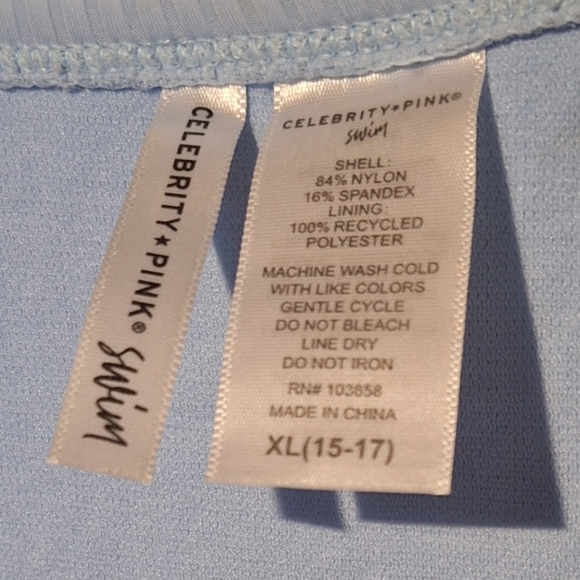 CELEBRITY★PINK®
swim
CELEBRITY★PINK®
swim
SHELL:
84% NYLON
16% SPANDEX
LINING:
100% RECYCLED
POLYESTER
MACHINE WASH COLD
WITH LIKE COLORS
GENTLE CYCLE
DO NOT BLEACH
LINE DRY
DO NOT IRON
RN# 103658
MADE IN CHINA
XL(15-17)